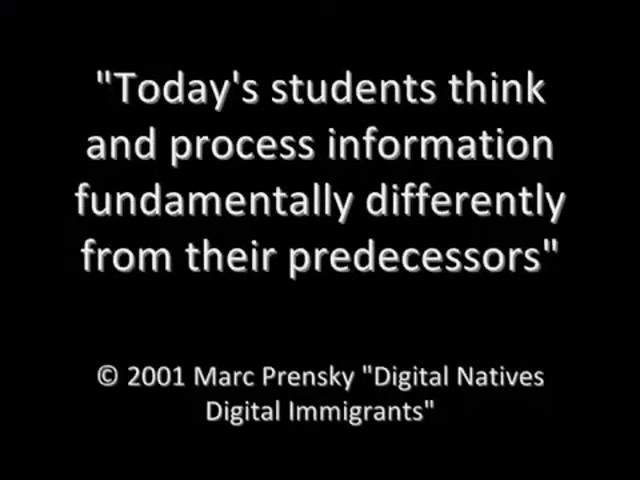 "Today's students think
and process information
fundamentally differently
from their predecessors"
© 2001 Marc Prensky "Digital Natives
Digital Immigrants"